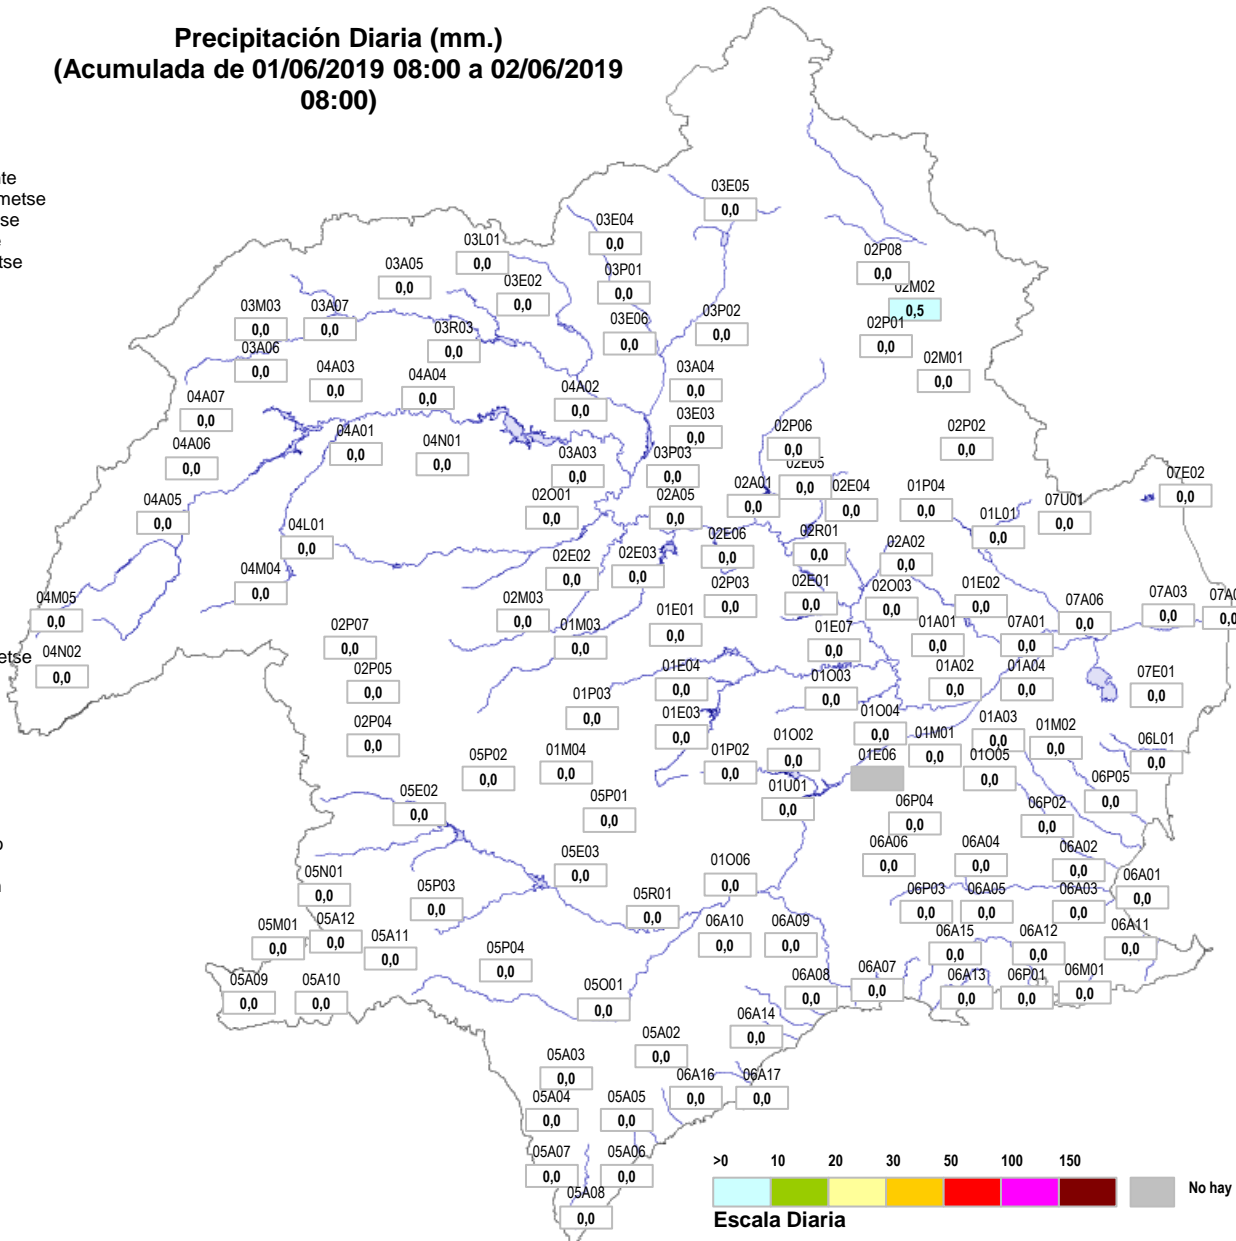 Precipitación Diaria (mm.)
(Acumulada de 01/06/2019 08:00 a 02/06/2019
08:00)
03E05
0,0
03E04
0,0
03L01
0,0
02P08
0,0
03A05
0,0
03P01
0,0
03E02
0,0
02M02
0,5
03M03
0,0
03A07
0,0
03P02
0,0
03E06
0,0
03R03
0,0
02P01
0,0
03A06
0,0
02M01
0,0
04A03
0,0
04A04
0,0
03A04
0,0
04A02
0,0
04A07
0,0
03E03
0,0
04A01
0,0
02P06
0,0
02P02
0,0
04A06
0,0
04N01
0,0
03A03
0,0
03P03
0,0
02E05
0,0
07E02
0,0
02A01
0,0
02E04
0,0
01P04
0,0
04A05
0,0
02O01
0,0
02A05
0,0
07U01
0,0
01L01
0,0
04L01
0,0
02E06
0,0
02R01
0,0
02A02
0,0
02E02
0,0
02E03
0,0
04M04
0,0
02P03
0,0
02E01
0,0
02O03
0,0
01E02
0,0
04M05
0,0
02M03
0,0
01E01
0,0
07A06
0,0
07A03
0,0
07A0
0,0
02P07
0,0
01M03
0,0
01E07
0,0
01A01
0,0
07A01
0,0
etse
04N02
0,0
02P05
0,0
01E04
0,0
01O03
0,0
01A02
0,0
01A04
0,0
07E01
0,0
01P03
0,0
02P04
0,0
01E03
0,0
01O04
0,0
01A03
0,0
01M02
0,0
01O02
0,0
01M01
0,0
06L01
0,0
05P02
0,0
01M04
0,0
01P02
0,0
01E06
01O05
0,0
05E02
0,0
05P01
0,0
01U01
0,0
06P05
0,0
06P04
0,0
06P02
0,0
05E03
0,0
01O06
0,0
06A06
0,0
06A04
0,0
06A02
0,0
05N01
0,0
05P03
0,0
05R01
0,0
06P03
0,0
06A05
0,0
06A03
0,0
06A01
0,0
05M01
0,0
05A12
0,0
05A11
0,0
06A10
0,0
06A09
0,0
06A15
0,0
06A12
0,0
06A11
0,0
05P04
0,0
05A09
0,0
05A10
0,0
05O01
0,0
06A08
0,0
06A07
0,0
06A13
0,0
06P01
0,0
06M01
0,0
06A14
0,0
05A02
0,0
05A03
0,0
06A16
0,0
06A17
0,0
05A04
0,0
05A05
0,0
05A07
0,0
05A06
0,0
05A08
0,0
>0 10 20 30 50 100 150
No hay
Escala Diaria